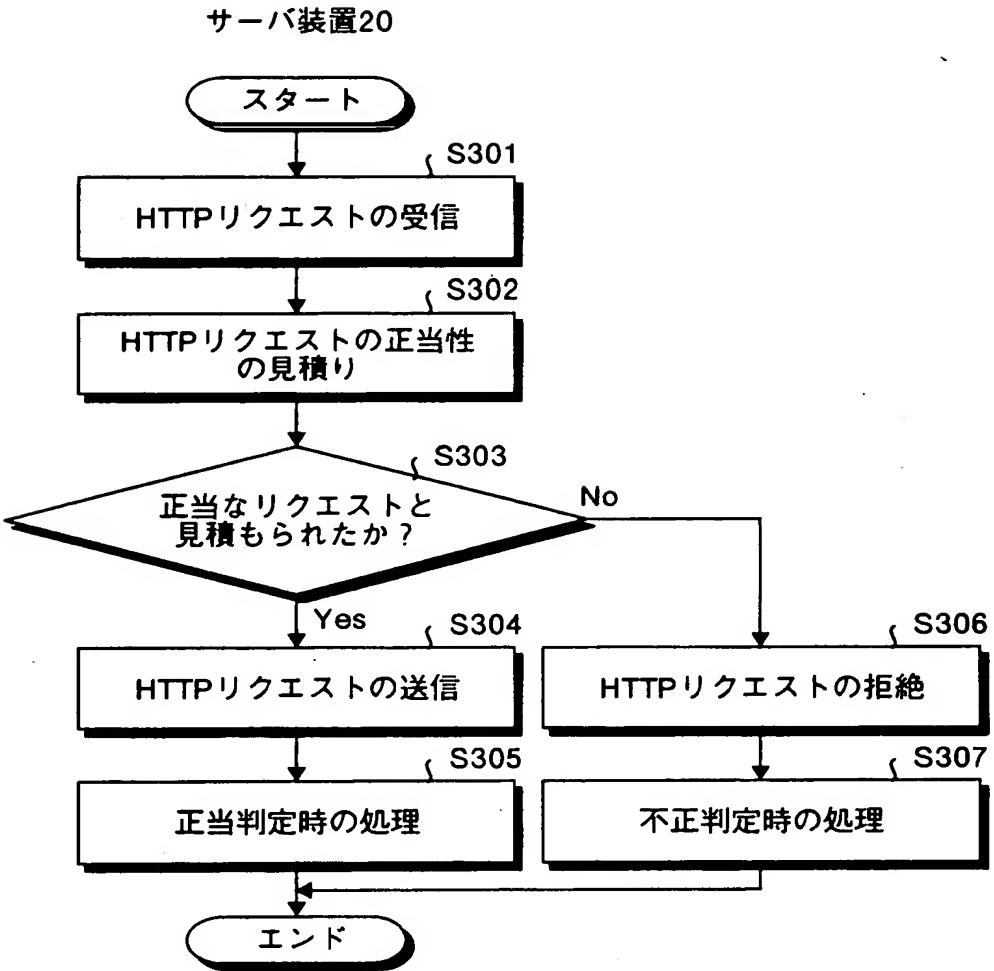 サーバ装置20
スタート
S301
HTTPリクエストの受信
S302
HTTPリクエストの正当性
の見積り
S303
正当なリクエストと
見積もられたか？
No
Yes
S304
HTTPリクエストの送信
S306
HTTPリクエストの拒絶
S305
正当判定時の処理
S307
不正判定時の処理
エンド